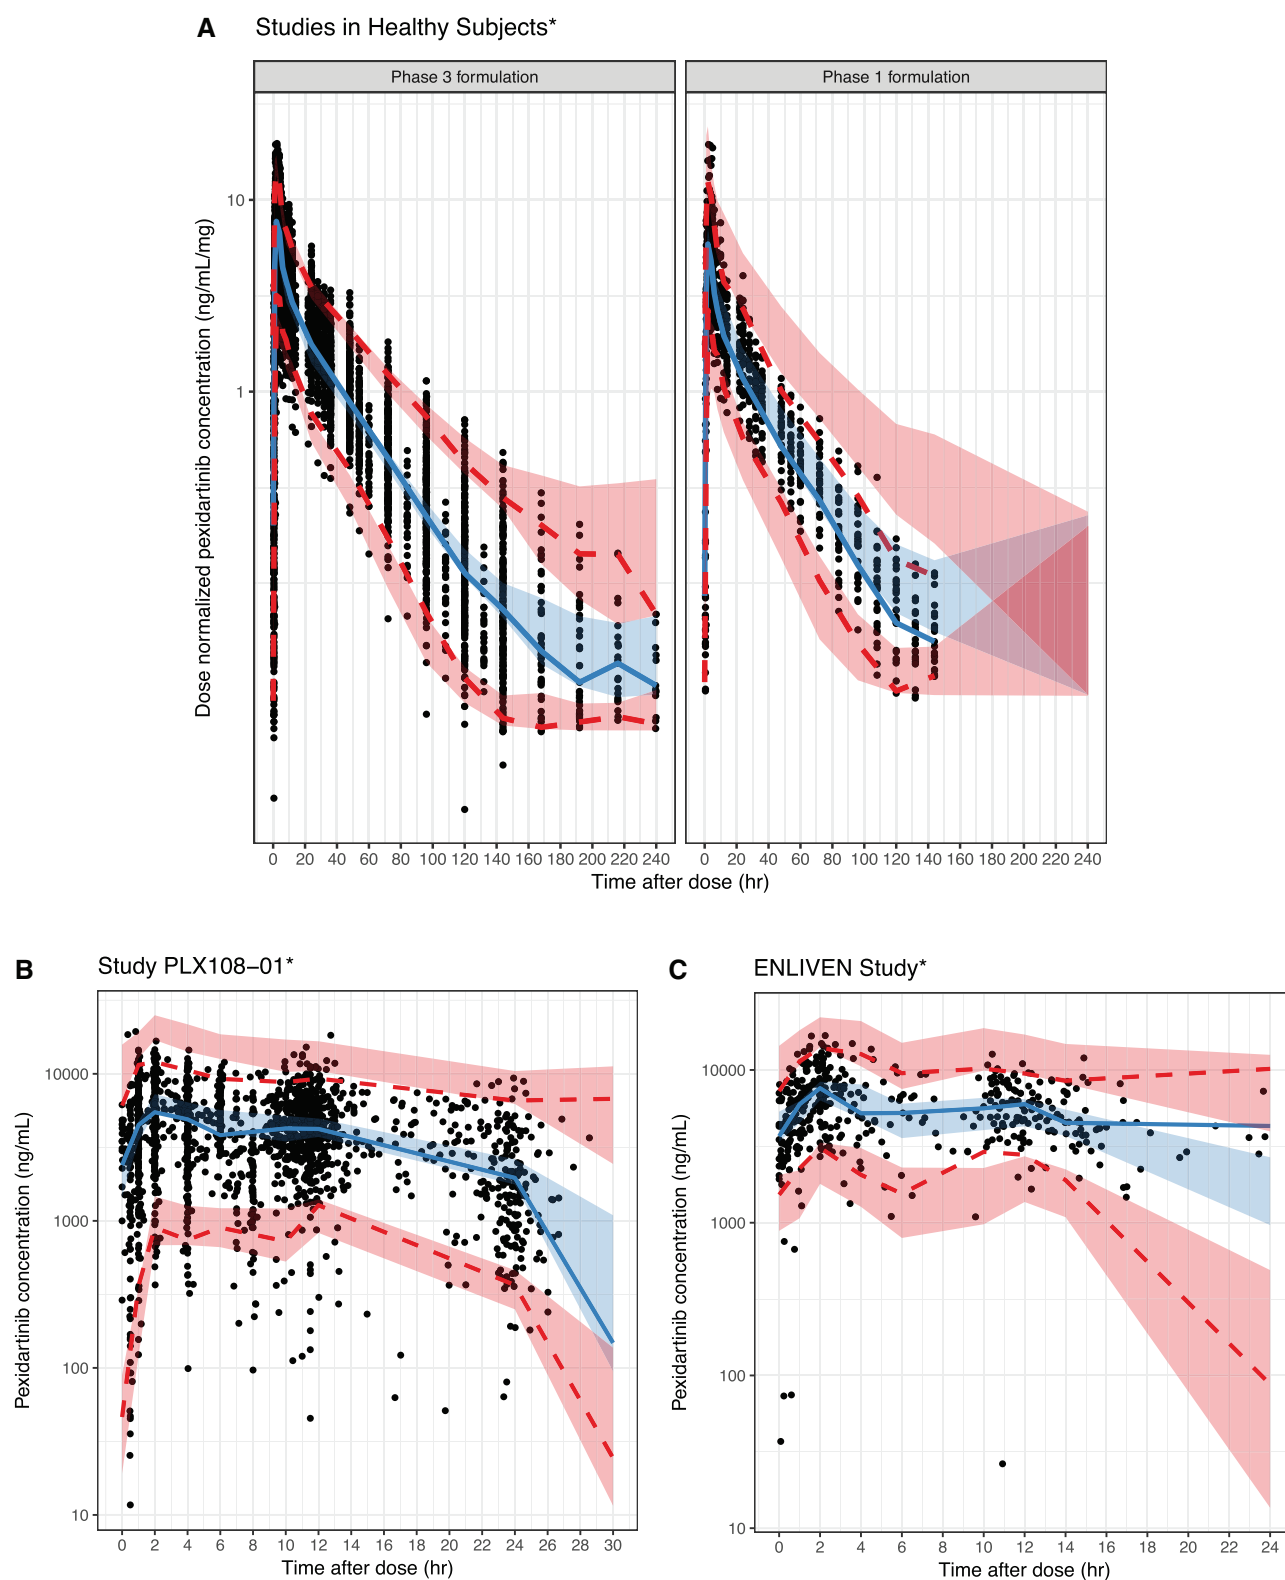 A Studies in Healthy Subjects*
Phase 3 formulation Phase 1 formulation
Dose normalized pexidartinib concentration (ng/mL/mg)
10
1
0 20 40 60 80 100 120 140 160 180 200 220 240
0 20 40 60 80 100 120 140 160 180 200 220 240
Time after dose (hr)
B Study PLX108–01*
Pexidartinib concentration (ng/mL)
10000
1000
100
10
0 2 4 6 8 10 12 14 16 18 20 22 24 26 28 30
Time after dose (hr)
C ENLIVEN Study*
Pexidartinib concentration (ng/mL)
10000
1000
100
10
0 2 4 6 8 10 12 14 16 18 20 22 24
Time after dose (hr)